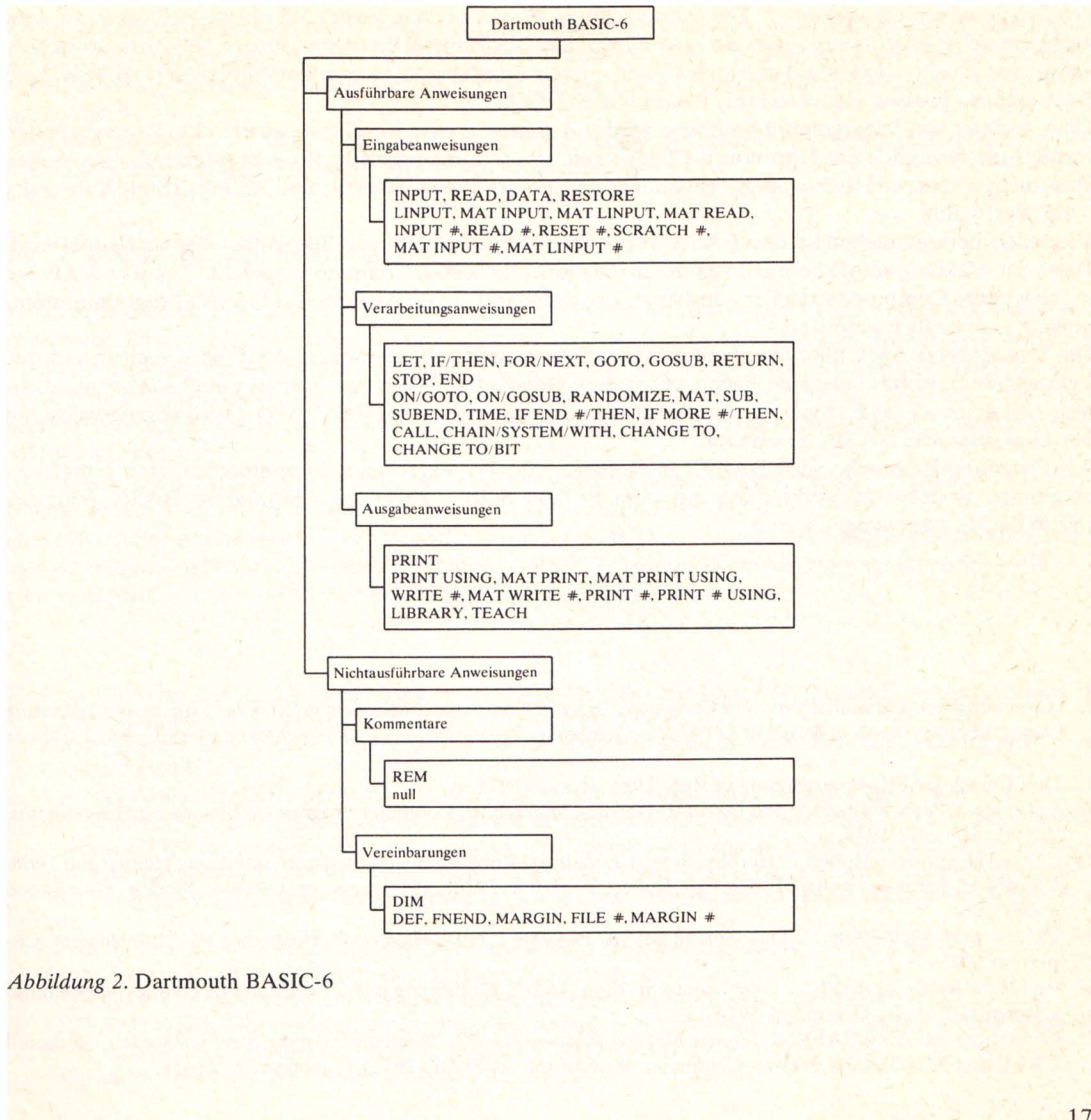 Dartmouth BASIC-6
Ausführbare Anweisungen
Eingabeanweisungen
INPUT, READ, DATA, RESTORE
LINPUT, MAT INPUT, MAT LINPUT, MAT READ,
INPUT #, READ #, RESET #, SCRATCH #,
MAT INPUT #, MAT LINPUT #
Verarbeitungsanweisungen
LET, IF/THEN, FOR/NEXT, GOTO, GOSUB, RETURN,
STOP, END
ON/GOTO, ON/GOSUB, RANDOMIZE, MAT, SUB,
SUBEND, TIME, IF END #/THEN, IF MORE #/THEN,
CALL, CHAIN/SYSTEM/WITH, CHANGE TO,
CHANGE TO/BIT
Ausgabeanweisungen
PRINT
PRINT USING, MAT PRINT, MAT PRINT USING,
WRITE #, MAT WRITE #, PRINT #, PRINT # USING,
LIBRARY, TEACH
Nichtausführbare Anweisungen
Kommentare
REM
null
Vereinbarungen
DIM
DEF, FNEND, MARGIN, FILE #, MARGIN #
Abbildung 2. Dartmouth BASIC-6
17